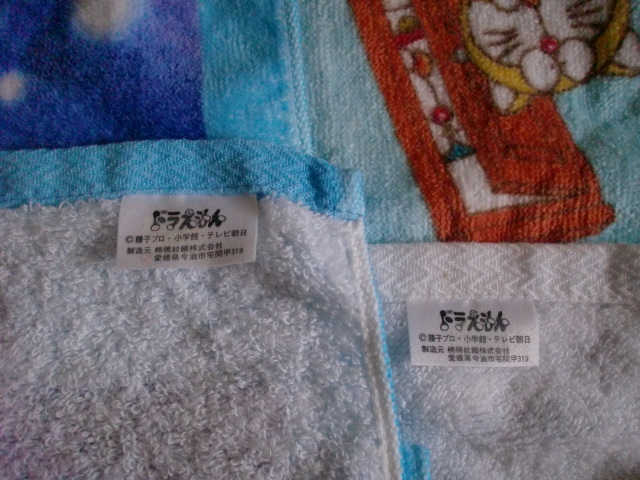 ドラえもん
©藤子プロ・小学館・テレビ朝日
製造元 楠橋紋織株式会社
愛媛県今治市宅間甲319
ドラえもん
©藤子プロ・小学館・テレビ朝日
製造元 楠橋紋織株式会社
愛媛県今治市宅間甲319